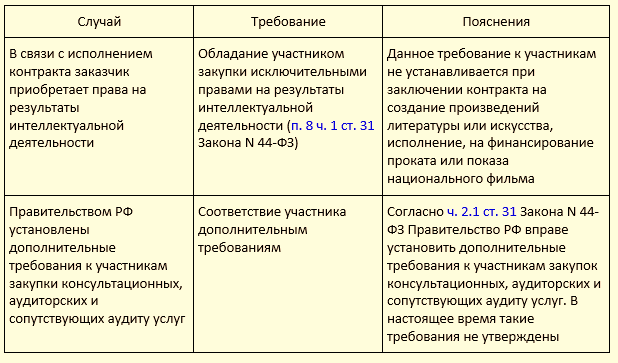 Случай
Требование
Пояснения
В связи с исполнением
контракта заказчик
приобретает права на
результаты
интеллектуальной
деятельности
Обладание участником
закупки исключительными
правами на результаты
интеллектуальной
деятельности (п. 8 ч. 1 ст. 31
Закона N 44-ФЗ)
Данное требование к участникам
не устанавливается при
заключении контракта на
создание произведений
литературы или искусства,
исполнение, на финансирование
проката или показа
национального фильма
Правительством РФ
установлены
дополнительные
требования к участникам
закупки консультационных,
аудиторских и
сопутствующих аудиту услуг
Соответствие участника
дополнительным
требованиям
Согласно ч. 2.1 ст. 31 Закона N 44-
ФЗ Правительство РФ вправе
установить дополнительные
требования к участникам закупок
консультационных, аудиторских и
сопутствующих аудиту услуг. В
настоящее время такие
требования не утверждены